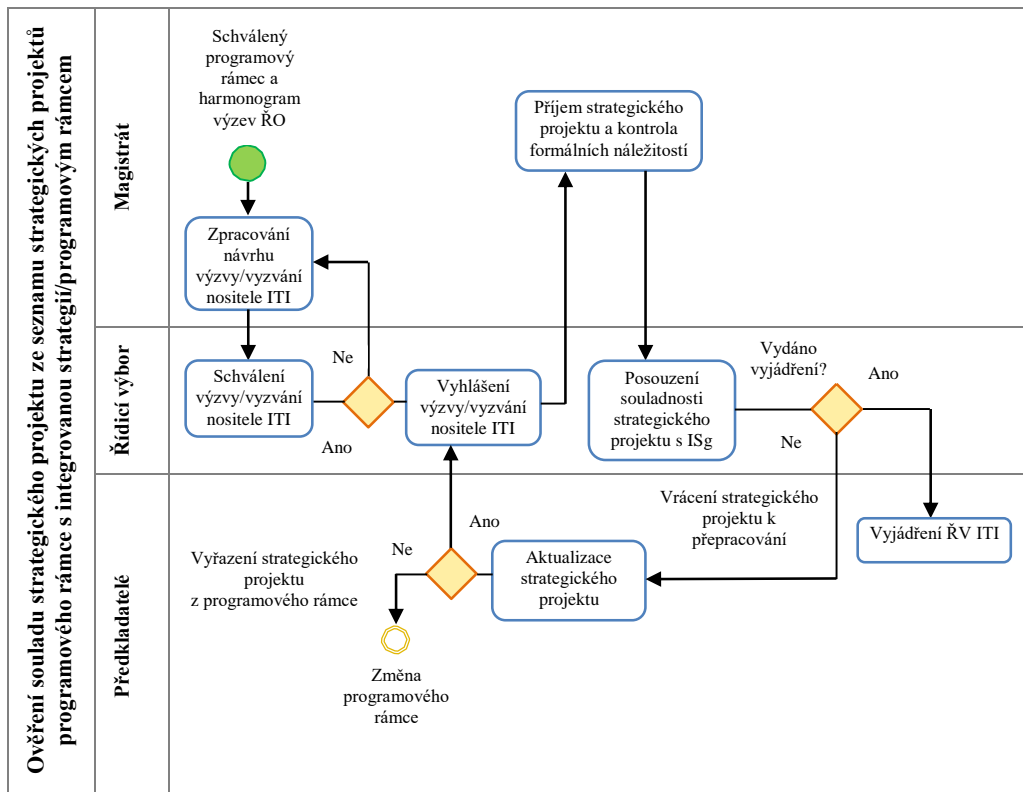 Ověření souladu strategického projektu ze seznamu strategických projektů
programového rámce s integrovanou strategií/programovým rámcem
Magistrát
Schválený
programový
rámec a
harmonogram
výzev ŘO
Zpracování
návrhu
výzvy/vyzvání
nositele ITI
Příjem strategického
projektu a kontrola
formálních náležitostí
Řídicí výbor
Schválení
výzvy/vyzvání
nositele ITI
Ne
Ano
Vyhlášení
výzvy/vyzvání
nositele ITI
Posouzení
souladnosti
strategického
projektu s ISg
Vydáno
vyjádření?
Ano
Ne
Předkladatelé
Vyřazení strategického
projektu
z programového rámce
Ne
Ano
Změna
programového
rámce
Aktualizace
strategického
projektu
Vrácení strategického
projektu k
přepracování
Vyjádření ŘV ITI